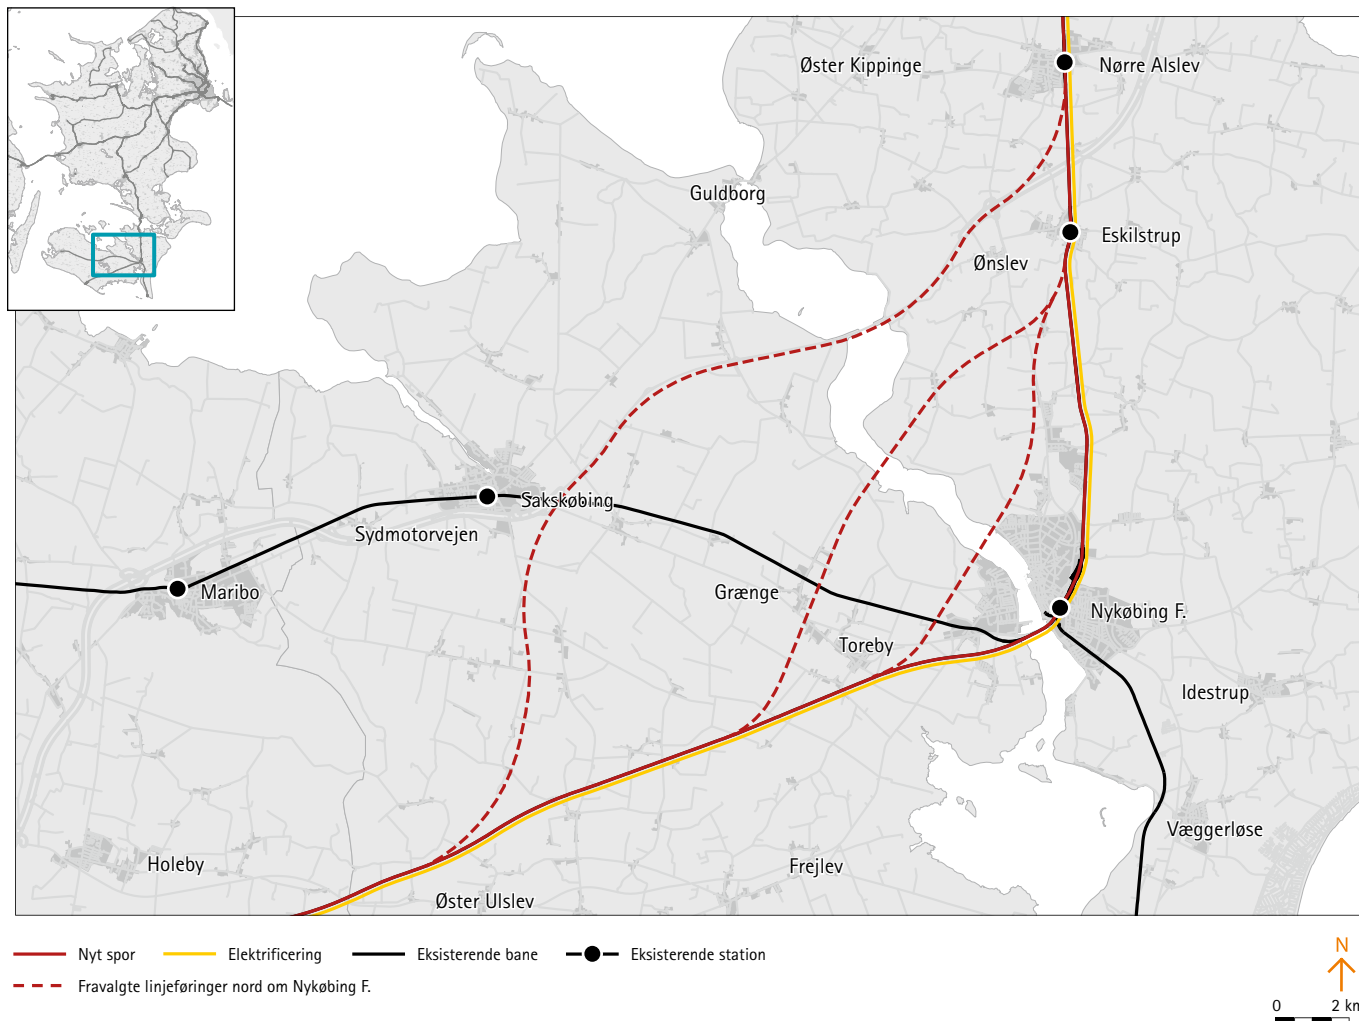 Øster Kippinge
Nørre Alslev
Guldborg
Eskilstrup
Ønslev
Sakskøbing
Sydmotorvejen
Maribo
Grænge
Nykøbing F.
Toreby
Idestrup
Væggerløse
Holeby
Frejlev
Øster Ulslev
Nyt spor
Elektrificering
Eksisterende bane
Eksisterende station
Fravalgte linjeføringer nord om Nykøbing F.
N
0 2 km